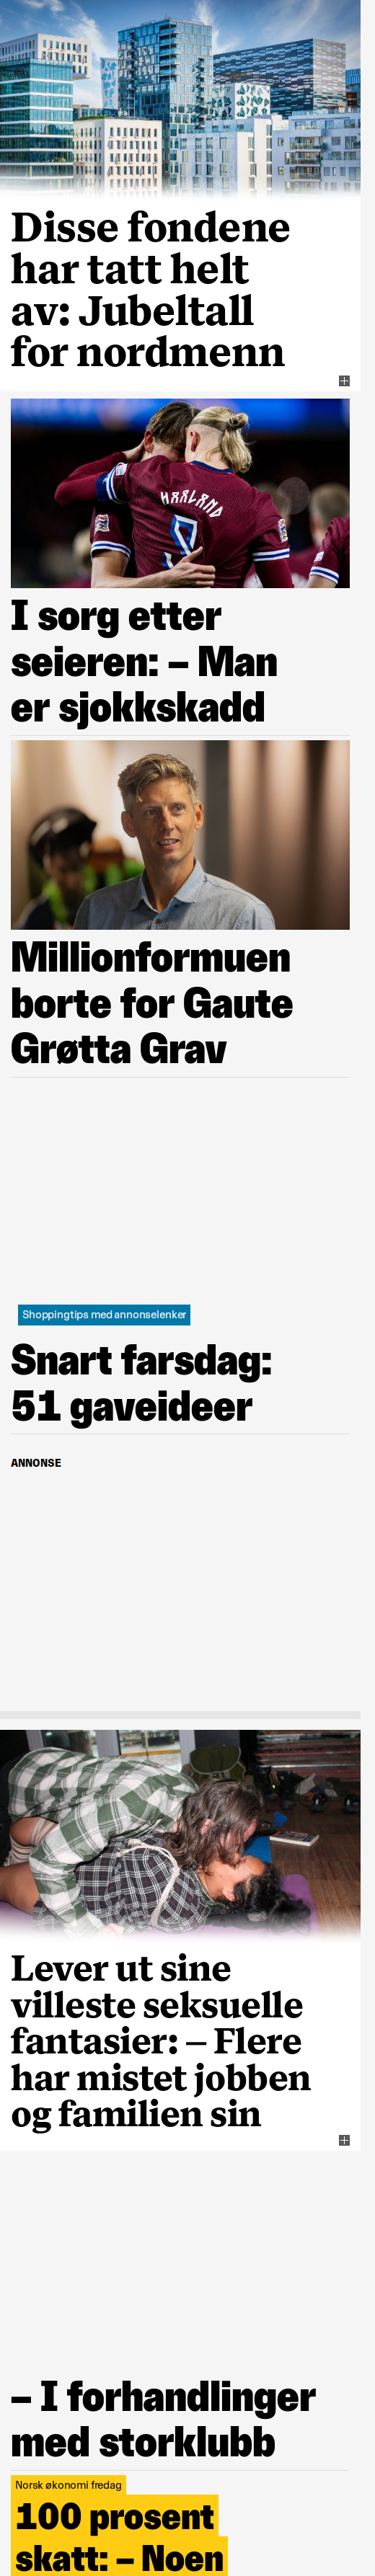 Disse fondene
har tatt helt
av: Jubeltall
for nordmenn
HAALAND
I sorg etter
seieren: – Man
er sjokkskadd
Millionformuen
borte for Gaute
Grøtta Grav
Shoppingtips med annonselenker
Snart farsdag:
51 gaveideer
ANNONSE
Lever ut sine
villeste seksuelle
fantasier: – Flere
har mistet jobben
og familien sin
– I forhandlinger
med storklubb
Norsk økonomi fredag
100 prosent
skatt: – Noen